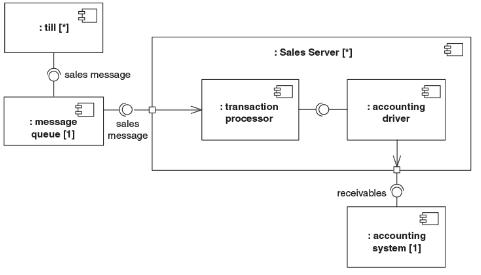 : till [*]
sales message
: Sales Server [*]
: message
queue [1]
sales
message
: transaction
processor
: accounting
driver
receivables
: accounting
system [1]